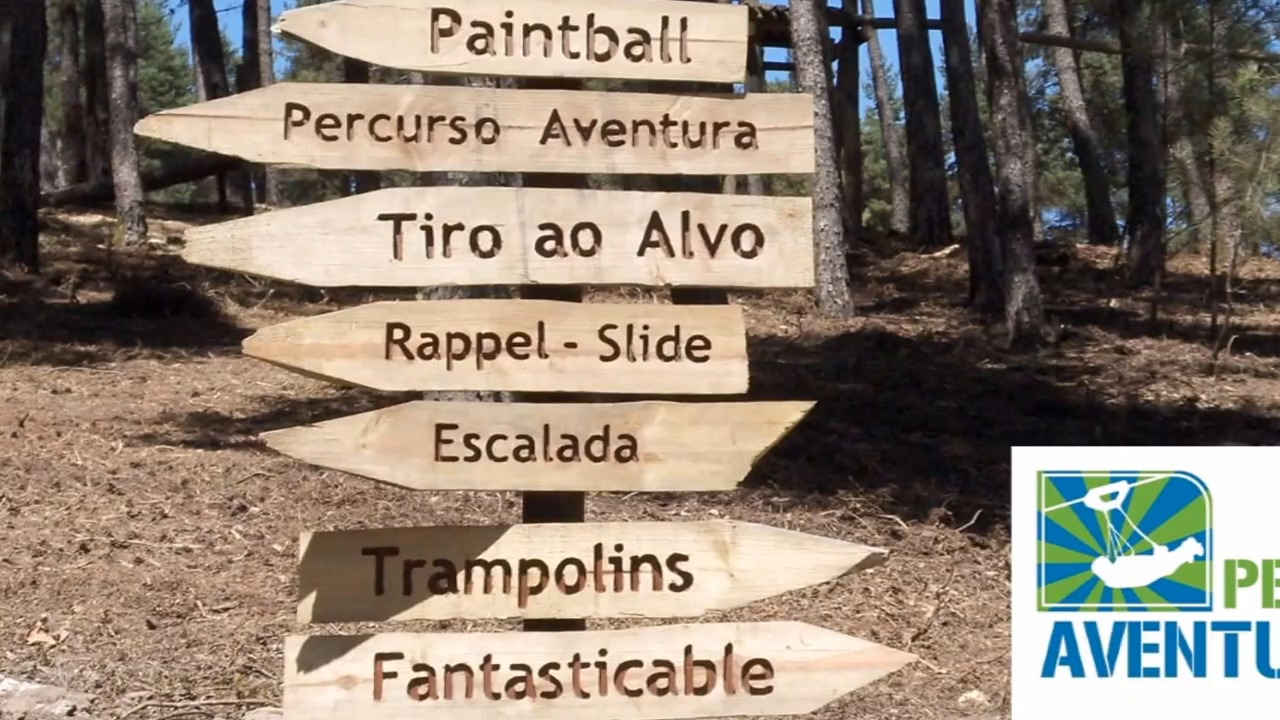 Paintball
Percurso Aventura
Tiro ao Alvo
Rappel - Slide
Escalada
Trampolins
Fantasticable